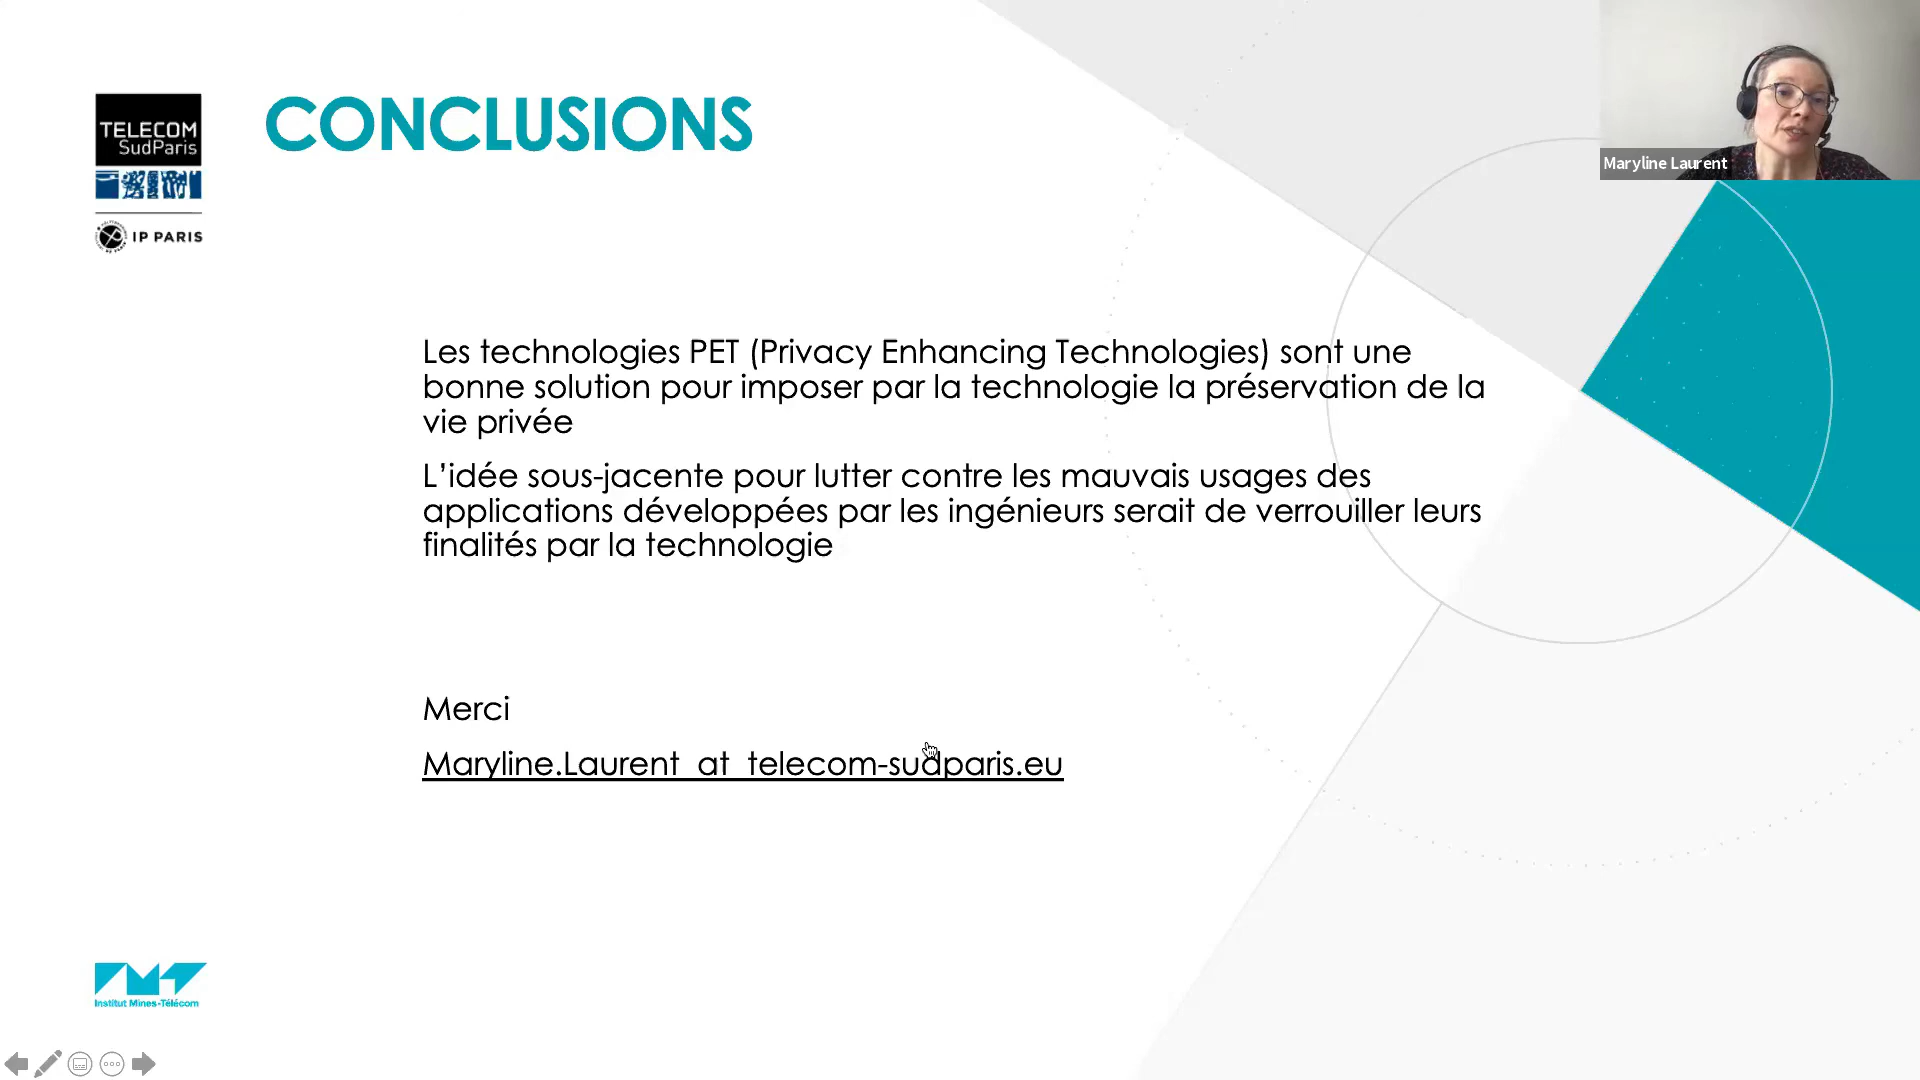 TELECOM
SudParis
IP PARIS
CONCLUSIONS
Maryline Laurent
Les technologies PET (Privacy Enhancing Technologies) sont une
bonne solution pour imposer par la technologie la préservation de la
vie privée
L’idée sous-jacente pour lutter contre les mauvais usages des
applications développées par les ingénieurs serait de verrouiller leurs
finalités par la technologie
Merci
Maryline.Laurent_at_telecom-sudparis.eu
IMT
Institut Mines-Télécom